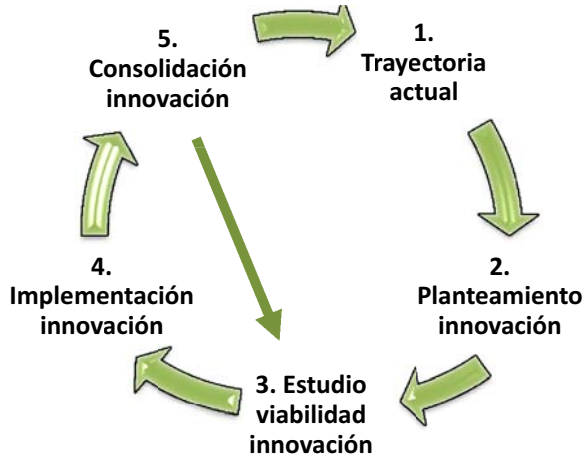 1.
Trayectoria
actual
2.
Planteamiento
innovación
3. Estudio
viabilidad
innovación
4.
Implementación
innovación
5.
Consolidación
innovación